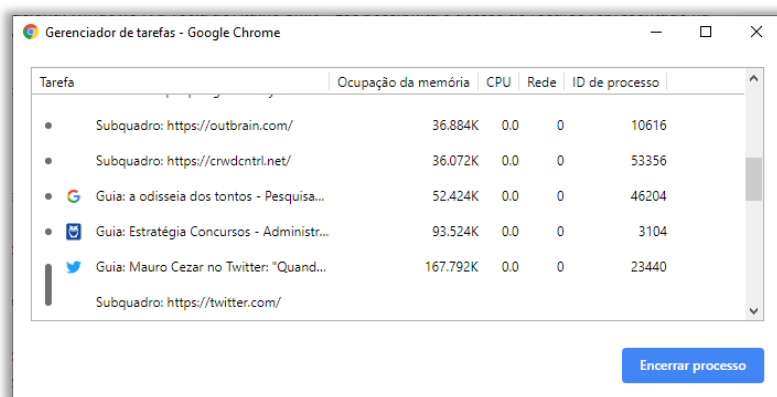 Gerenciador de tarefas - Google Chrome
Tarefa Ocupação da memória CPU Rede ID de processo
Subquadro: https://outbrain.com/ 36.884K 0.0 0 10616
Subquadro: https://crwdcntrl.net/ 36.072K 0.0 0 53356
Guia: a odisseia dos tontos - Pesquisa... 52.424K 0.0 0 46204
Guia: Estratégia Concursos - Administr... 93.524K 0.0 0 3104
Guia: Mauro Cezar no Twitter: "Quand... 167.792K 0.0 0 23440
Subquadro: https://twitter.com/
Encerrar processo